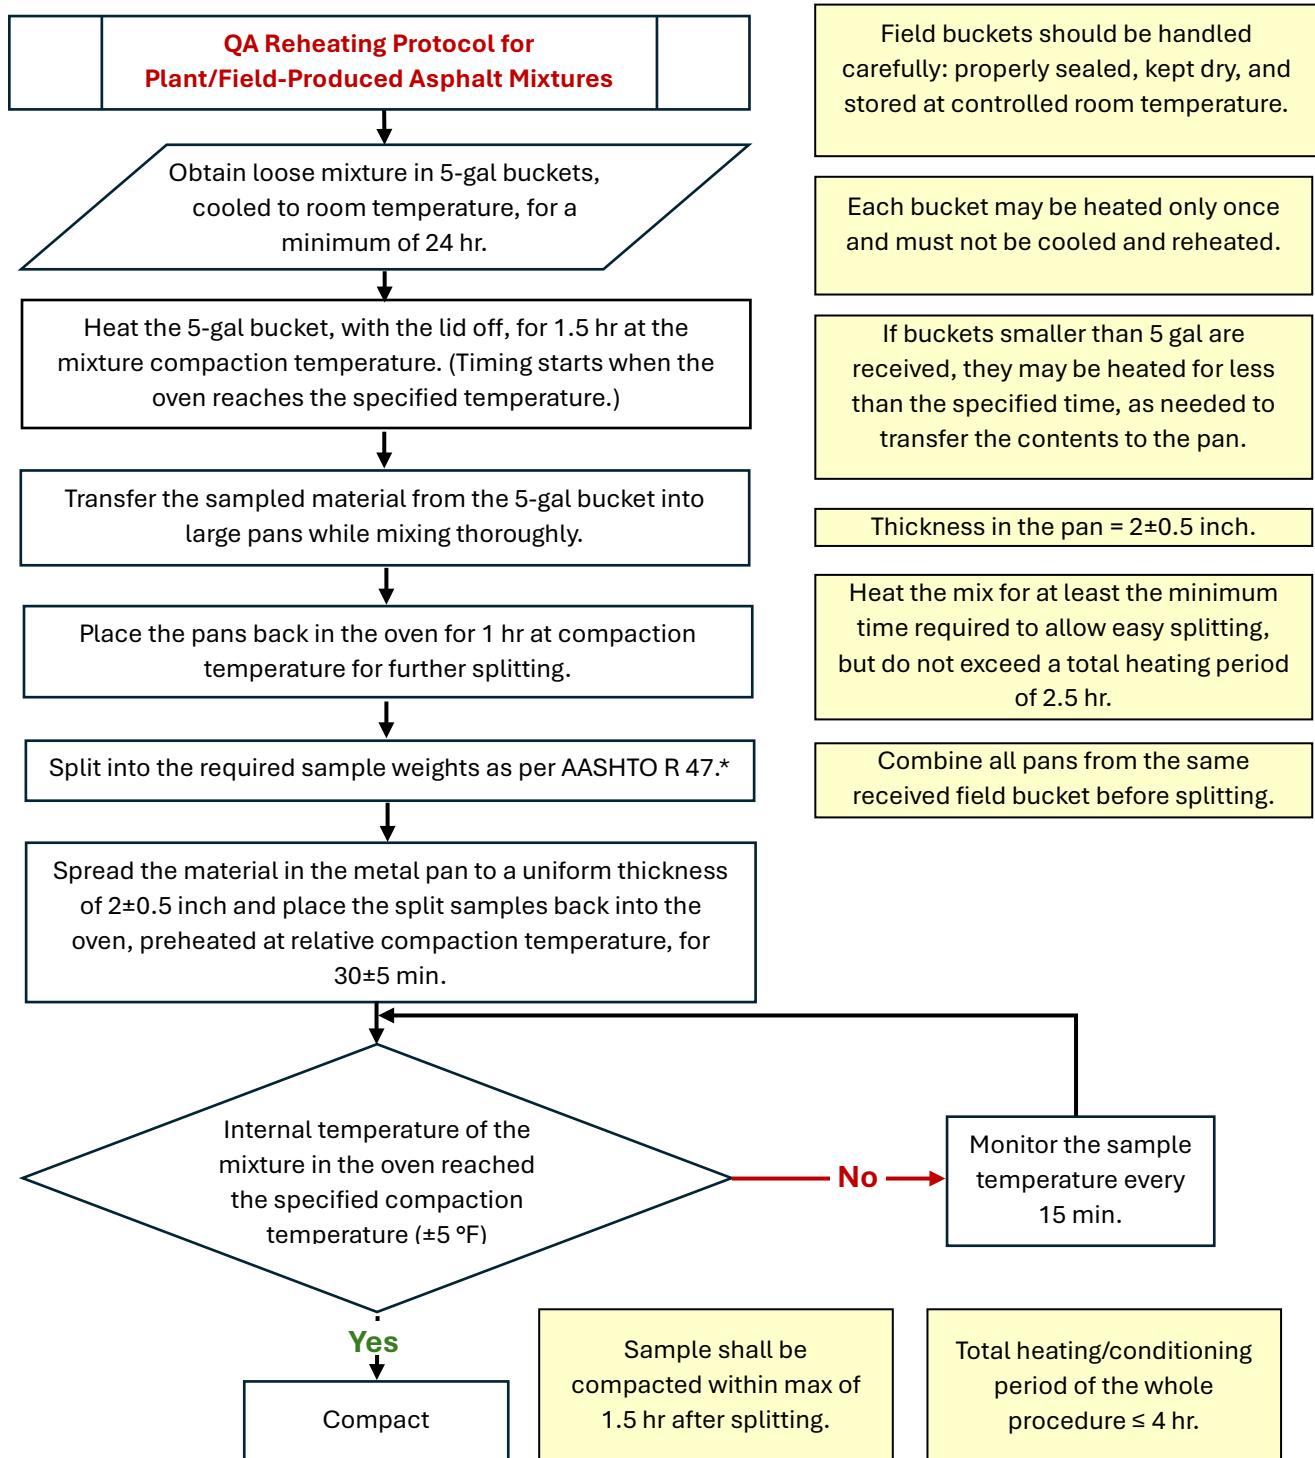 QA Reheating Protocol for
Plant/Field-Produced Asphalt Mixtures
Obtain loose mixture in 5-gal buckets,
cooled to room temperature, for a
minimum of 24 hr.
Heat the 5-gal bucket, with the lid off, for 1.5 hr at the
mixture compaction temperature. (Timing starts when the
oven reaches the specified temperature.)
Transfer the sampled material from the 5-gal bucket into
large pans while mixing thoroughly.
Place the pans back in the oven for 1 hr at compaction
temperature for further splitting.
Split into the required sample weights as per AASHTO R 47.*
Spread the material in the metal pan to a uniform thickness
of 2±0.5 inch and place the split samples back into the
oven, preheated at relative compaction temperature, for
30±5 min.
Internal temperature of the
mixture in the oven reached
the specified compaction
temperature (±5 °F)
No
Monitor the sample
temperature every
15 min.
Yes
Compact
Field buckets should be handled
carefully: properly sealed, kept dry, and
stored at controlled room temperature.
Each bucket may be heated only once
and must not be cooled and reheated.
If buckets smaller than 5 gal are
received, they may be heated for less
than the specified time, as needed to
transfer the contents to the pan.
Thickness in the pan = 2±0.5 inch.
Heat the mix for at least the minimum
time required to allow easy splitting,
but do not exceed a total heating period
of 2.5 hr.
Combine all pans from the same
received field bucket before splitting.
Sample shall be
compacted within max of
1.5 hr after splitting.
Total heating/conditioning
period of the whole
procedure ≤ 4 hr.